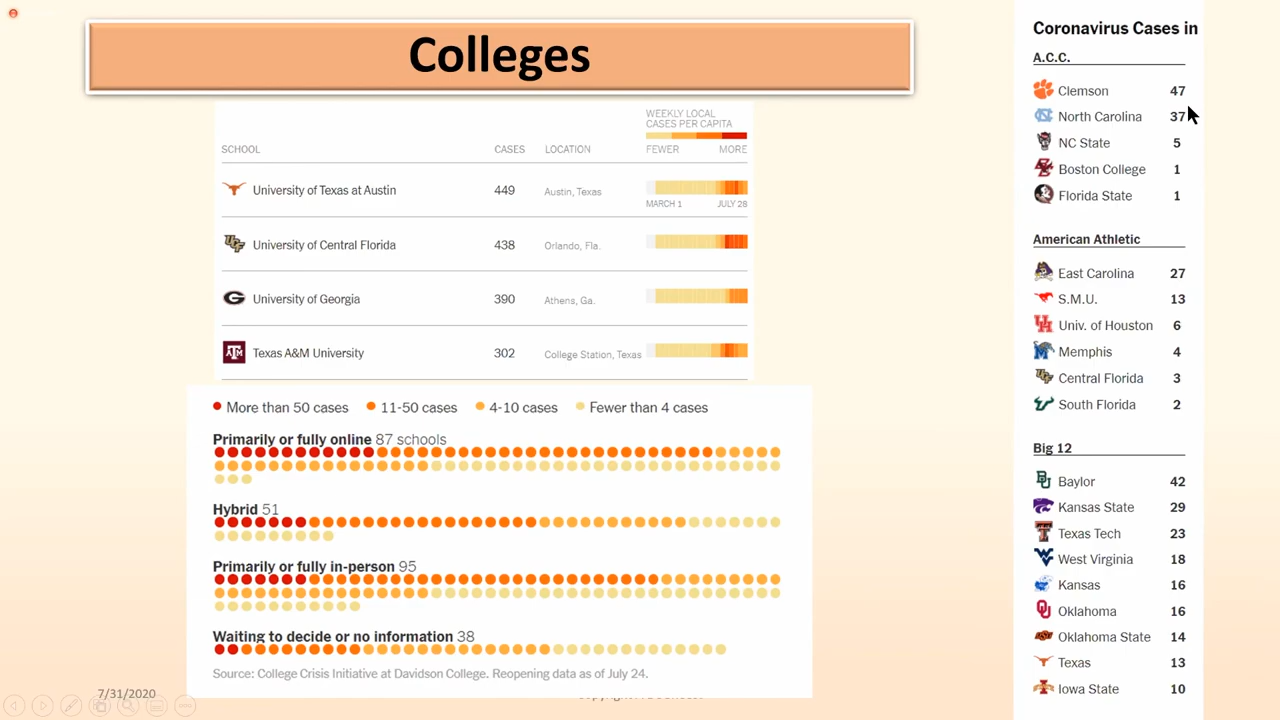 Colleges
WEEKLY LOCAL
CASES PER CAPITA
FEWER MORE
SCHOOL CASES LOCATION
University of Texas at Austin 449 Austin, Texas
MARCH 1 JULY 28
University of Central Florida 438 Orlando, Fla.
University of Georgia 390 Athens, Ga.
Texas A&M University 302 College Station, Texas
More than 50 cases 11-50 cases 4-10 cases Fewer than 4 cases
Primarily or fully online 87 schools
Hybrid 51
Primarily or fully in-person 95
Waiting to decide or no information 38
Source: College Crisis Initiative at Davidson College. Reopening data as of July 24.
7/31/2020
Coronavirus Cases in
A.C.C.
Clemson 47
North Carolina 37
NC State 5
Boston College 1
Florida State 1
American Athletic
East Carolina 27
S.M.U. 13
Univ. of Houston 6
Memphis 4
Central Florida 3
South Florida 2
Big 12
Baylor 42
Kansas State 29
Texas Tech 23
West Virginia 18
Kansas 16
Oklahoma 16
Oklahoma State 14
Texas 13
Iowa State 10